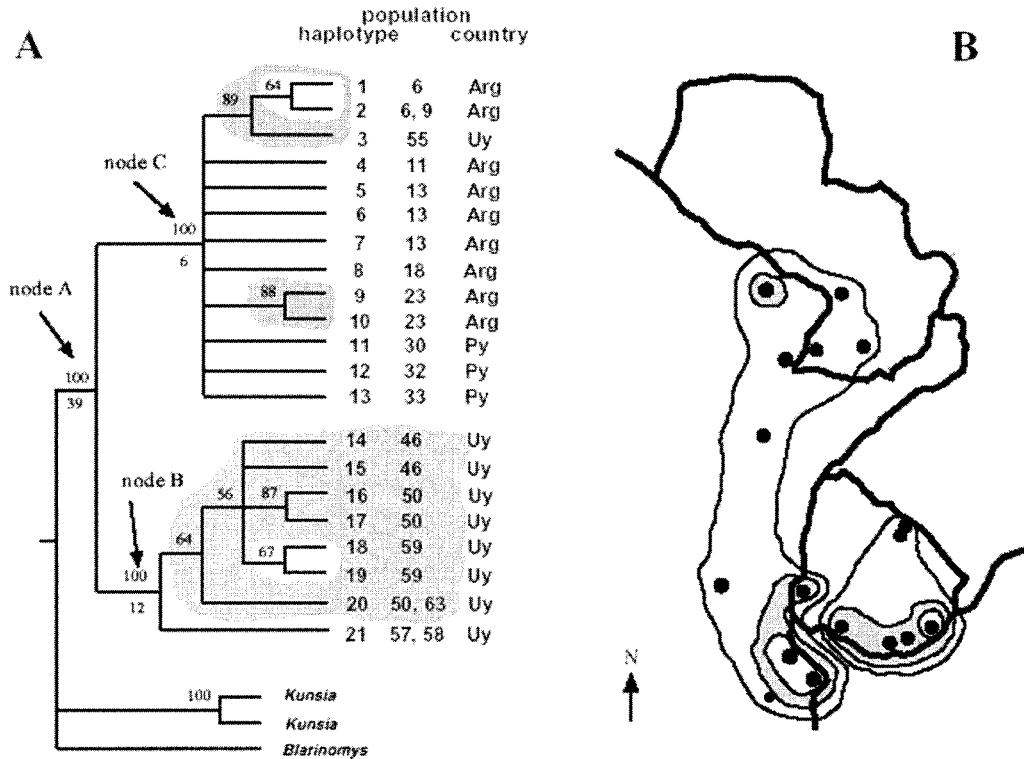 A
B
population
haplotype country
64 1 6 Arg
89 2 6, 9 Arg
3 55 Uy
node C 4 11 Arg
5 13 Arg
6 13 Arg
100 7 13 Arg
6 8 18 Arg
node A 88 9 23 Arg
10 23 Arg
11 30 Py
100 12 32 Py
39 13 33 Py
14 46 Uy
15 46 Uy
node B 56 87 16 50 Uy
17 50 Uy
64 67 18 59 Uy
100 19 59 Uy
12 20 50, 63 Uy
21 57, 58 Uy
N
100 Kunsia
Kunsia
Blarinomys